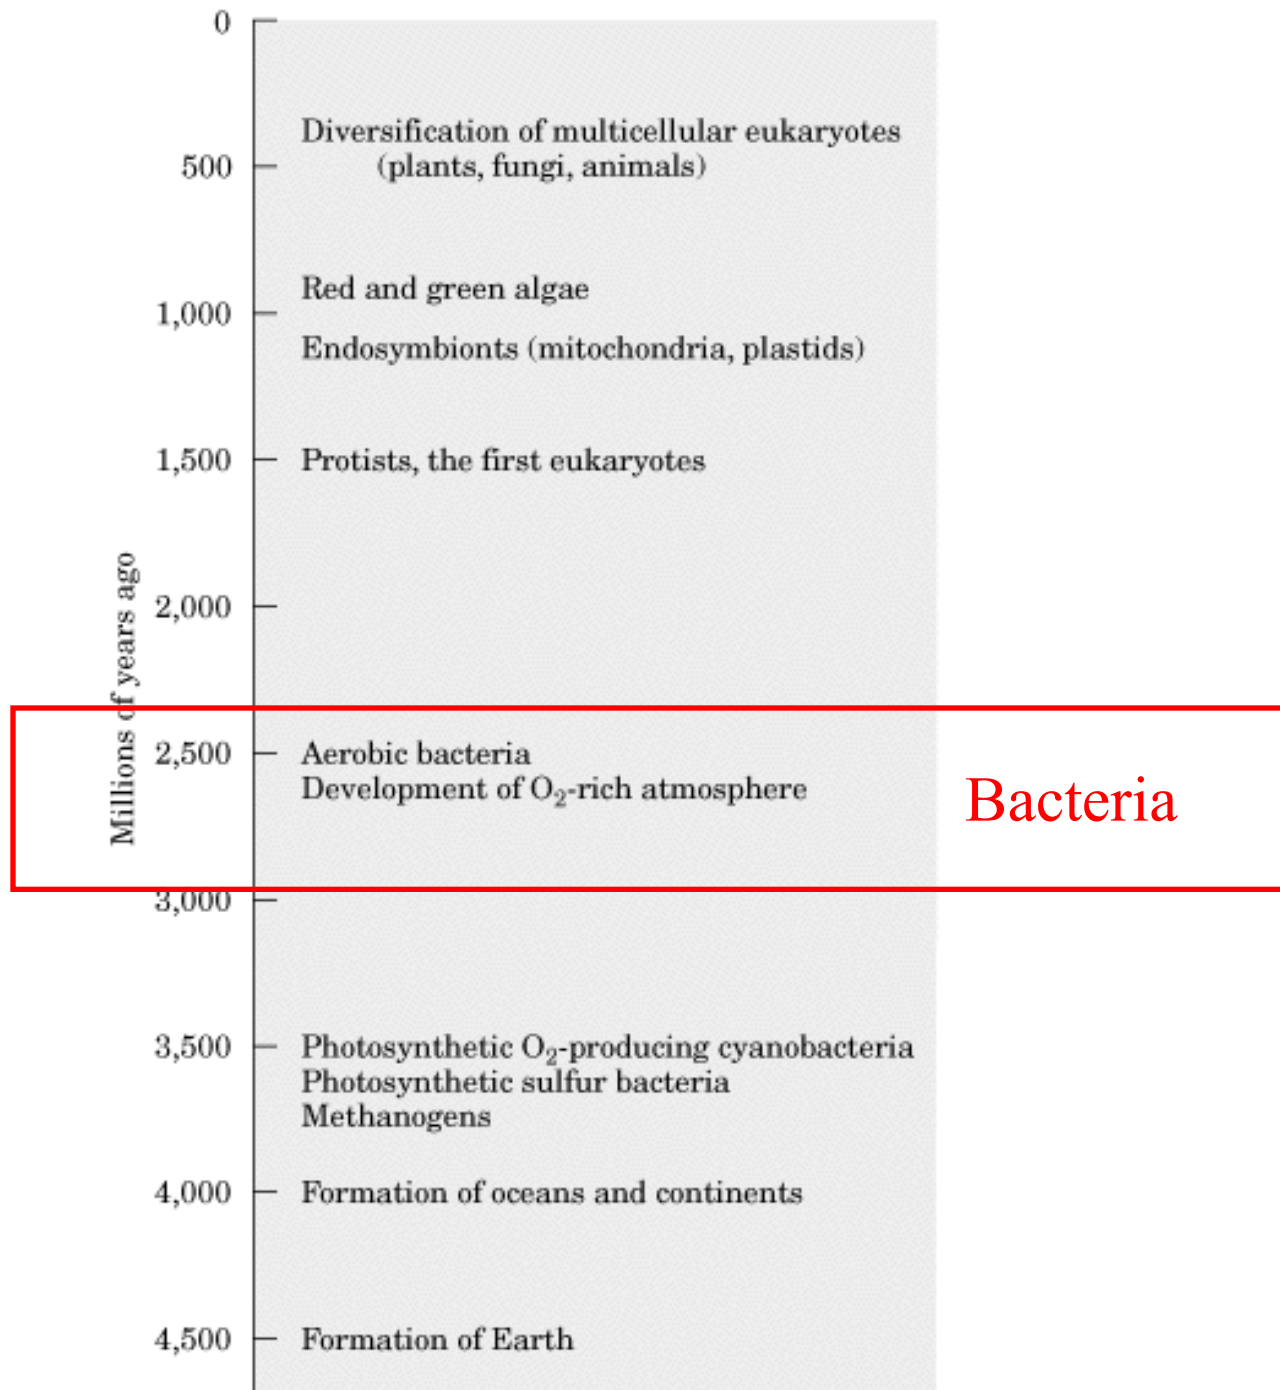 0
Diversification of multicellular eukaryotes
500 (plants, fungi, animals)
Red and green algae
1,000
Endosymbionts (mitochondria, plastids)
1,500 Protists, the first eukaryotes
Millions of years ago
2,000
2,500 Aerobic bacteria
Development of O₂-rich atmosphere
Bacteria
3,000
3,500 Photosynthetic O₂-producing cyanobacteria
Photosynthetic sulfur bacteria
Methanogens
4,000 Formation of oceans and continents
4,500 Formation of Earth